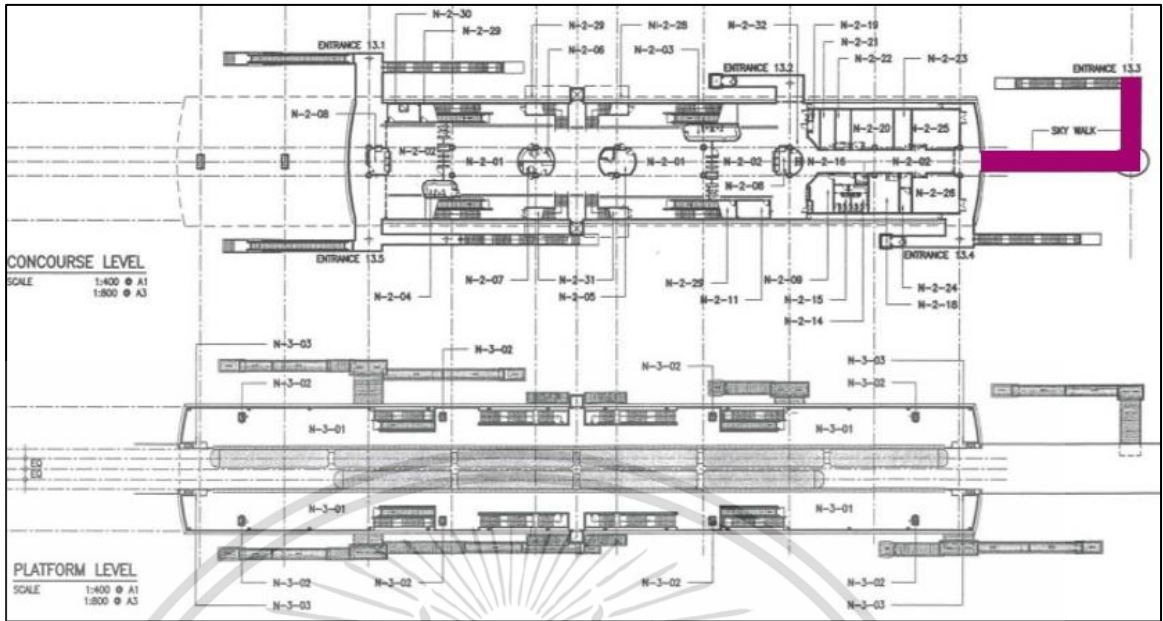 N-2-30
N-2-29
N-2-29
N-2-28
N-2-32
N-2-19
N-2-06
N-2-03
N-2-21
N-2-22
N-2-23
ENTRANCE 13.1
ENTRANCE 13.2
ENTRANCE 13.3
N-2-08
N-2-02
N-2-01
N-2-01
N-2-02
N-2-08
N-2-16
N-2-20
N-2-25
N-2-02
N-2-26
SKY WALK
ENTRANCE 13.5
ENTRANCE 13.4
CONCOURSE LEVEL
SCALE 1:400 @ A1
1:800 @ A3
N-2-04
N-2-07
N-2-31
N-2-05
N-2-29
N-2-11
N-2-09
N-2-15
N-2-14
N-2-24
N-2-18
N-3-03
N-3-02
N-3-02
N-3-02
N-3-03
N-3-02
N-3-01
N-3-01
EQ
EQ
N-3-01
N-3-01
PLATFORM LEVEL
SCALE 1:400 @ A1
1:800 @ A3
N-3-02
N-3-02
N-3-02
N-3-02
N-3-03
N-3-03